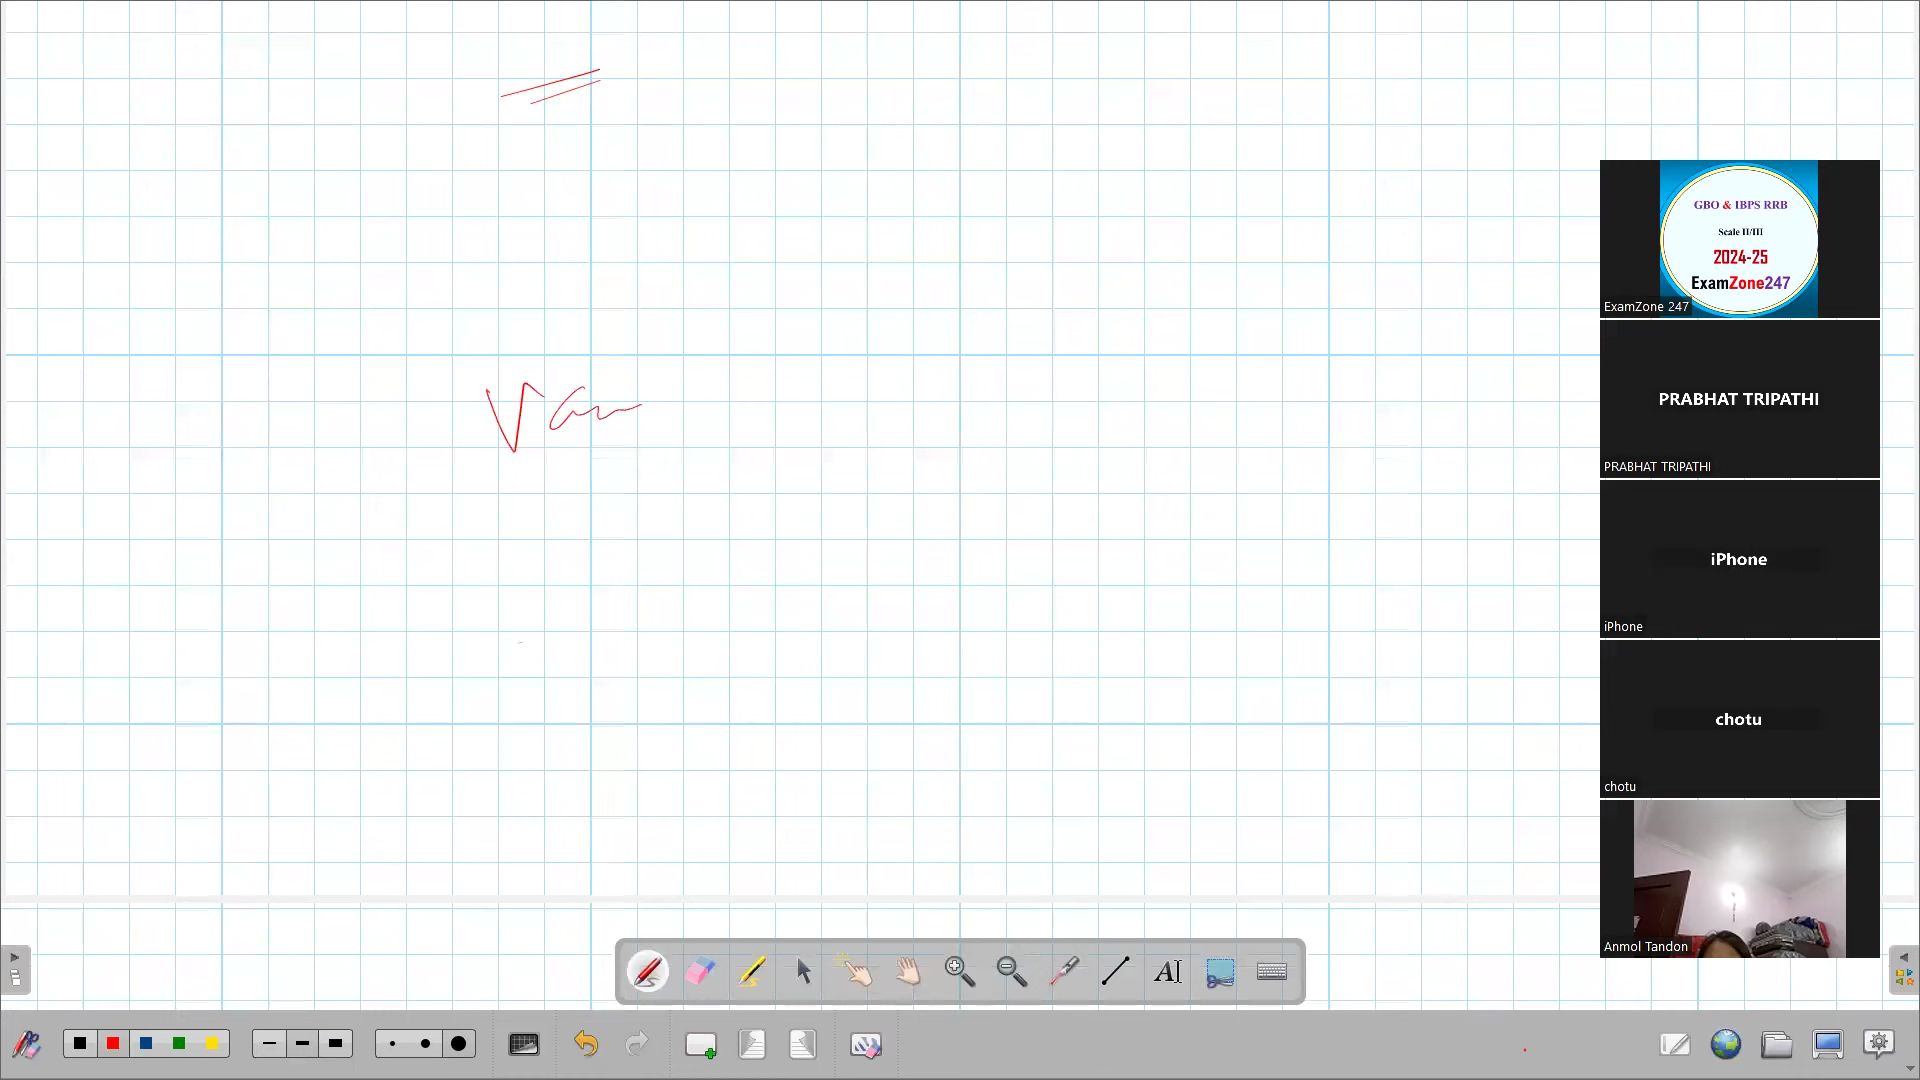 GBO & IBPS RRB
Scale II/III
2024-25
ExamZone247
ExamZone 247
PRABHAT TRIPATHI
PRABHAT TRIPATHI
iPhone
iPhone
chotu
chotu
Anmol Tandon